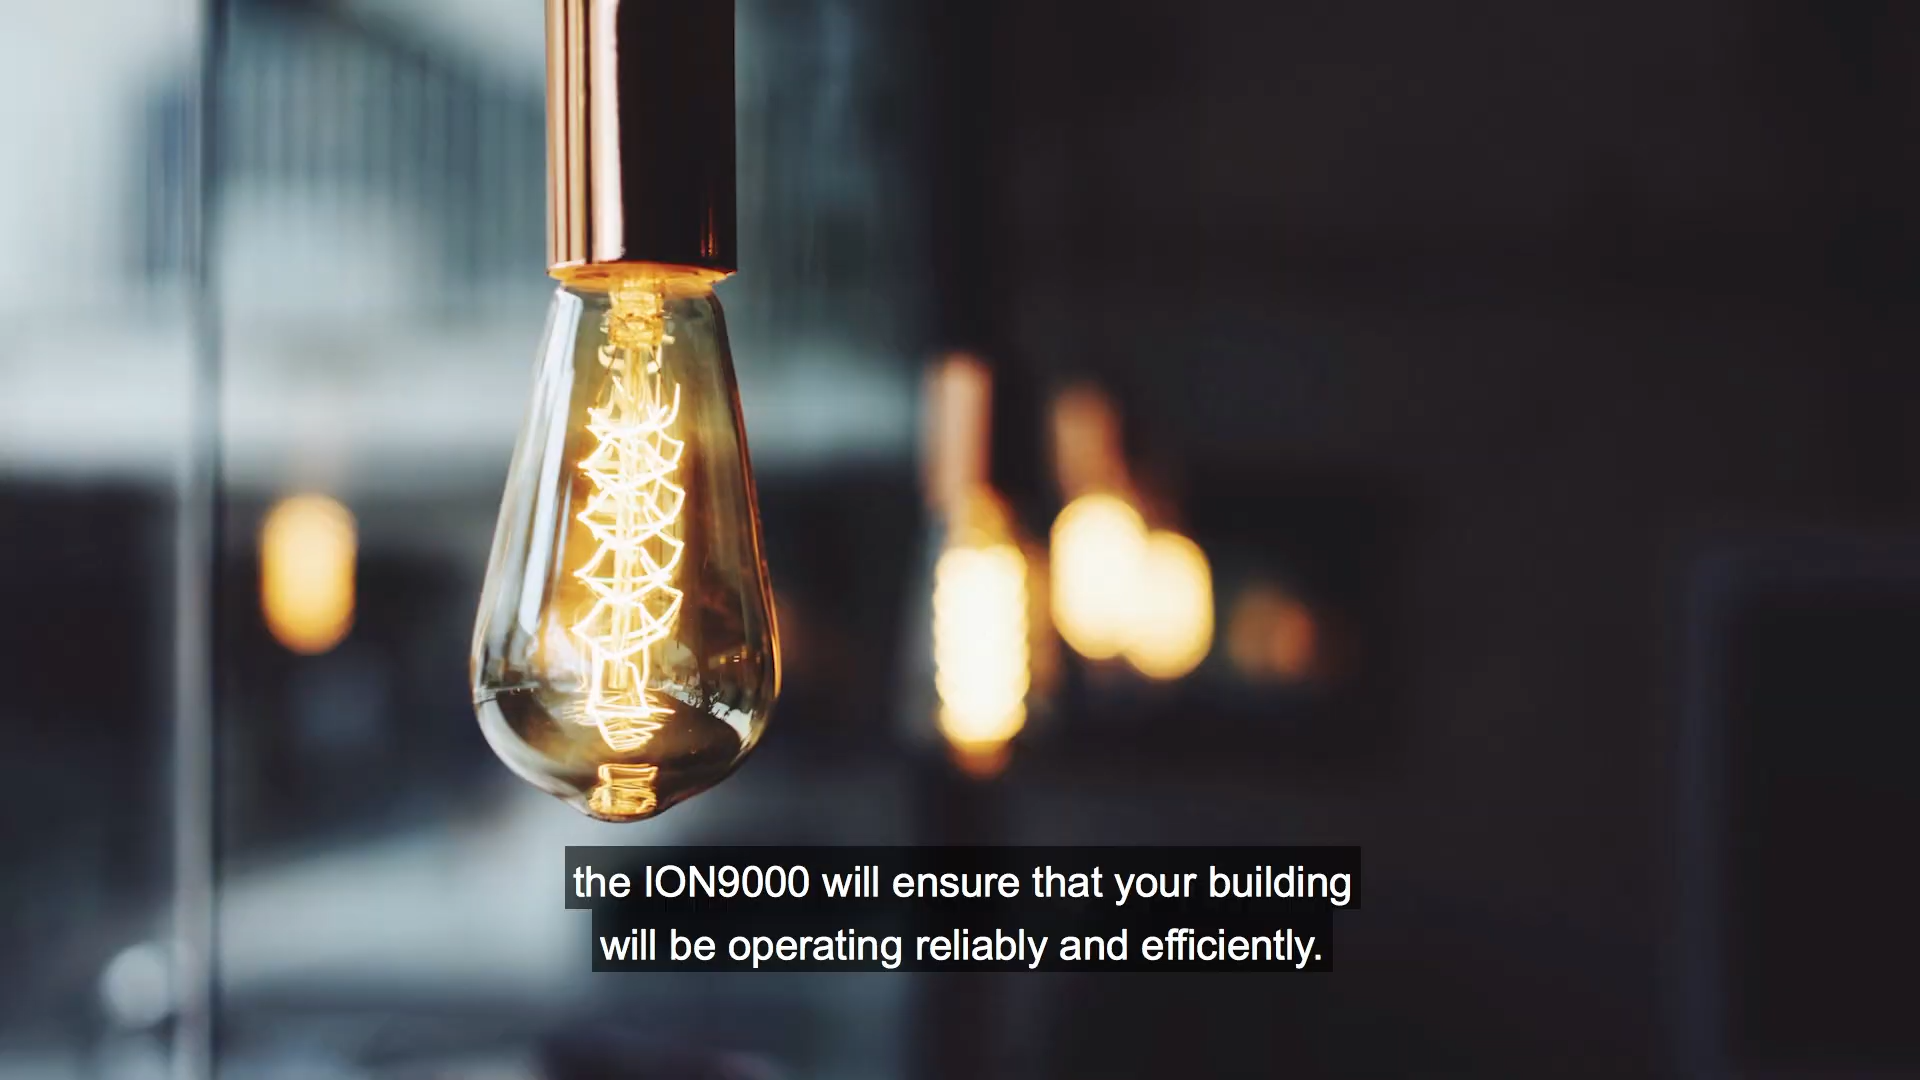 the ION9000 will ensure that your building
will be operating reliably and efficiently.